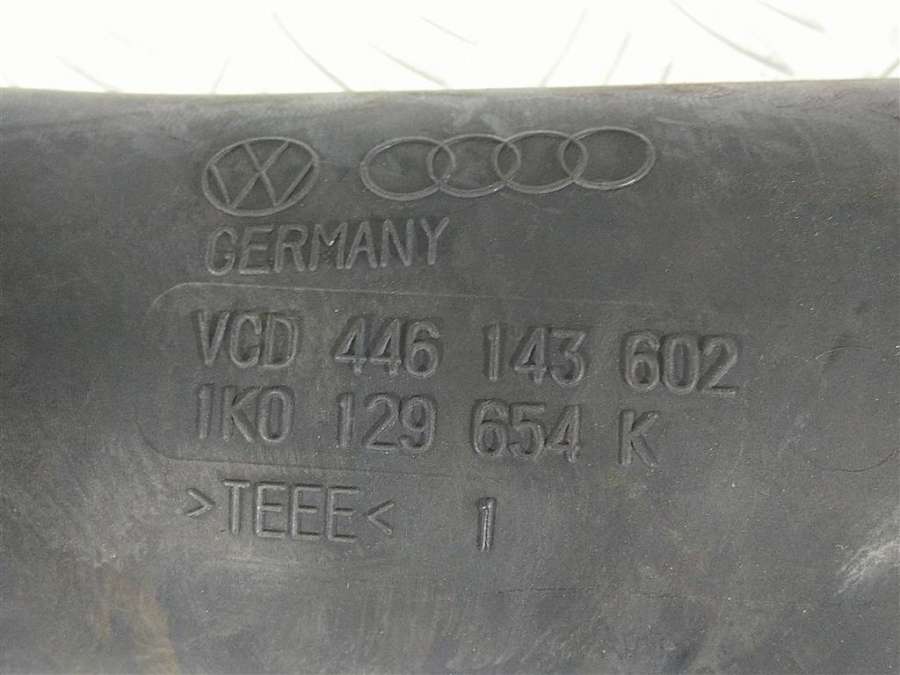 GERMANY
VCD 446 143 602
1K0 129 654 K
>TEEE< 1